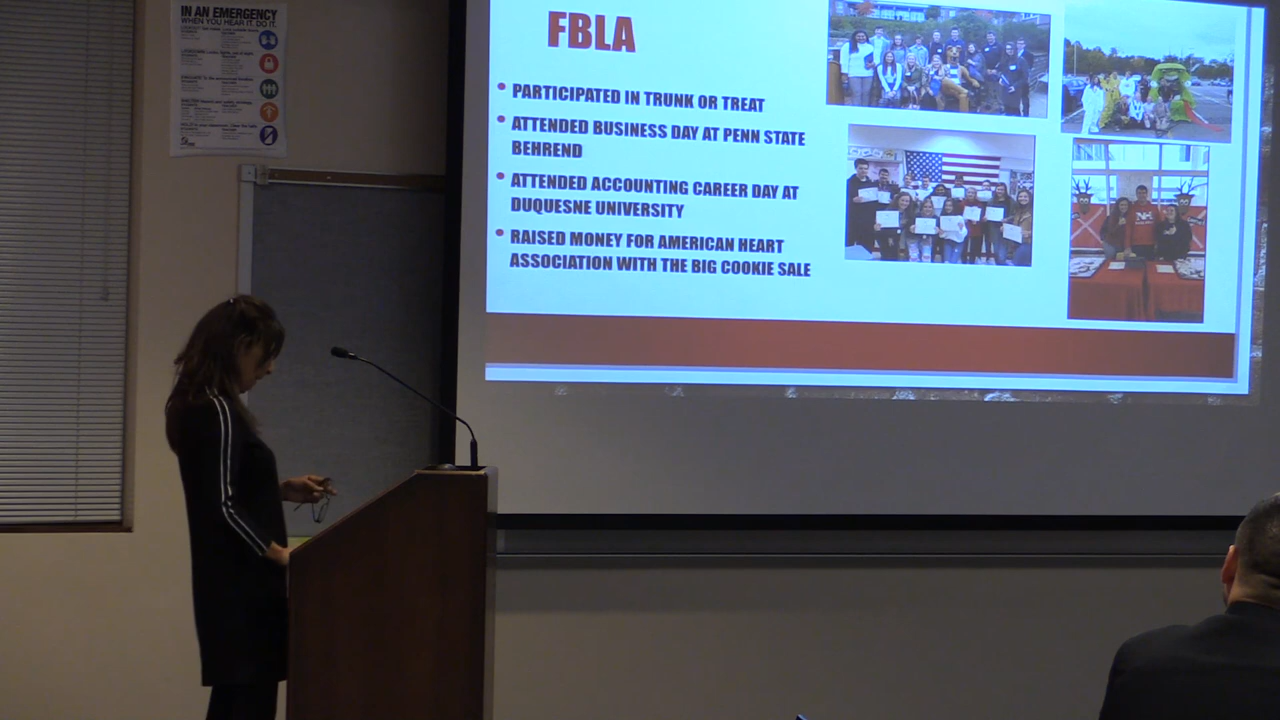 IN AN EMERGENCY
WHEN YOU HEAR IT. DO IT.
FBLA
PARTICIPATED IN TRUNK OR TREAT
ATTENDED BUSINESS DAY AT PENN STATE
BEHREND
ATTENDED ACCOUNTING CAREER DAY AT
DUQUESNE UNIVERSITY
RAISED MONEY FOR AMERICAN HEART
ASSOCIATION WITH THE BIG COOKIE SALE
NH